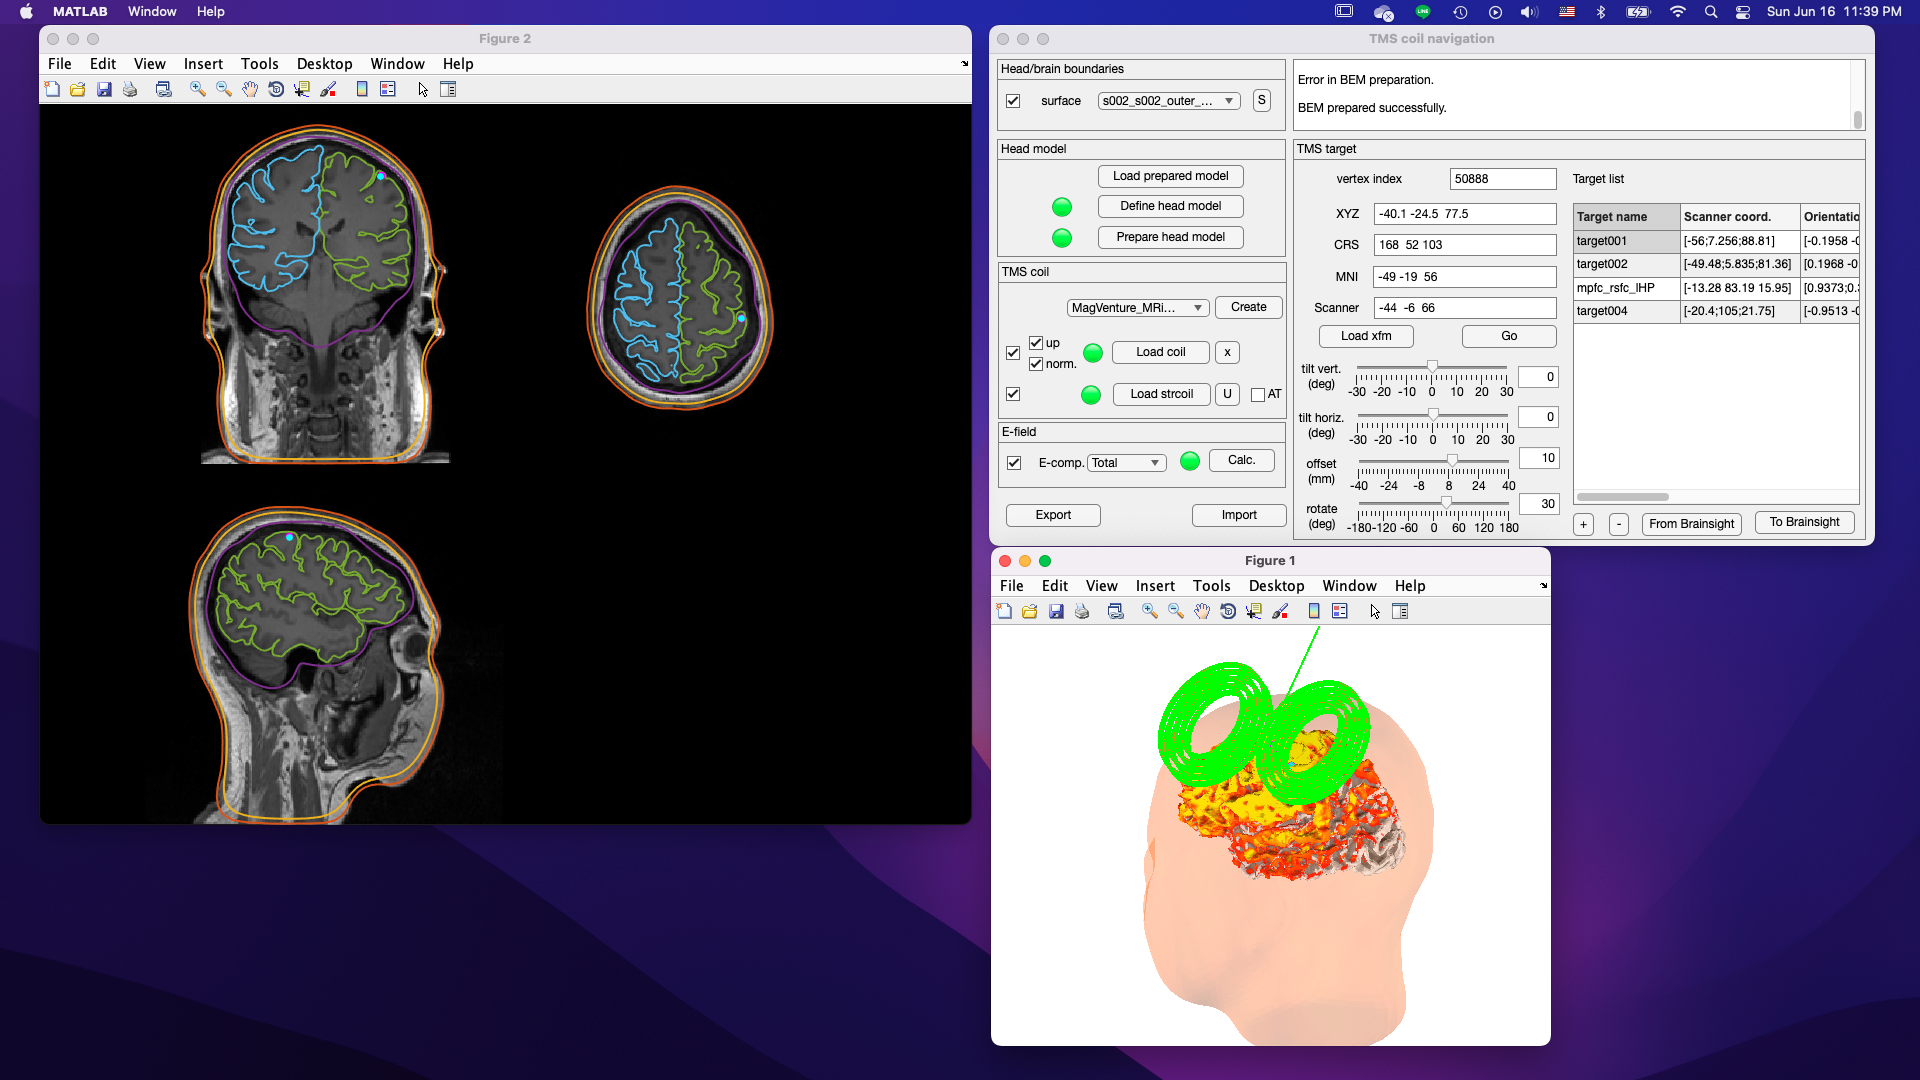 MATLAB Window Help
Sun Jun 16 11:39 PM
Figure 2
File Edit View Insert Tools Desktop Window Help
TMS coil navigation
Head/brain boundaries
surface s002_s002_outer_... S
Error in BEM preparation.
BEM prepared successfully.
Head model
Load prepared model
Define head model
Prepare head model
TMS coil
MagVenture_MRi... Create
up
norm.
Load coil x
Load strcoil U AT
E-field
E-comp. Total Calc.
Export Import
TMS target
vertex index 50888
XYZ -40.1 -24.5 77.5
CRS 168 52 103
MNI -49 -19 56
Scanner -44 -6 66
Load xfm Go
tilt vert.
(deg)
0
-30 -20 -10 0 10 20 30
tilt horiz.
(deg)
0
-30 -20 -10 0 10 20 30
offset
(mm)
10
-40 -24 -8 8 24 40
rotate
(deg)
30
-180 -120 -60 0 60 120 180
Target list
Target name Scanner coord. Orientatio
target001 [-56;7.256;88.81] [-0.1958 -0
target002 [-49.48;5.835;81.36] [0.1968 -0
mpfc_rsfc_lHP [-13.28 83.19 15.95] [0.9373;0.3
target004 [-20.4;105;21.75] [-0.9513 -0
+ - From Brainsight To Brainsight
Figure 1
File Edit View Insert Tools Desktop Window Help